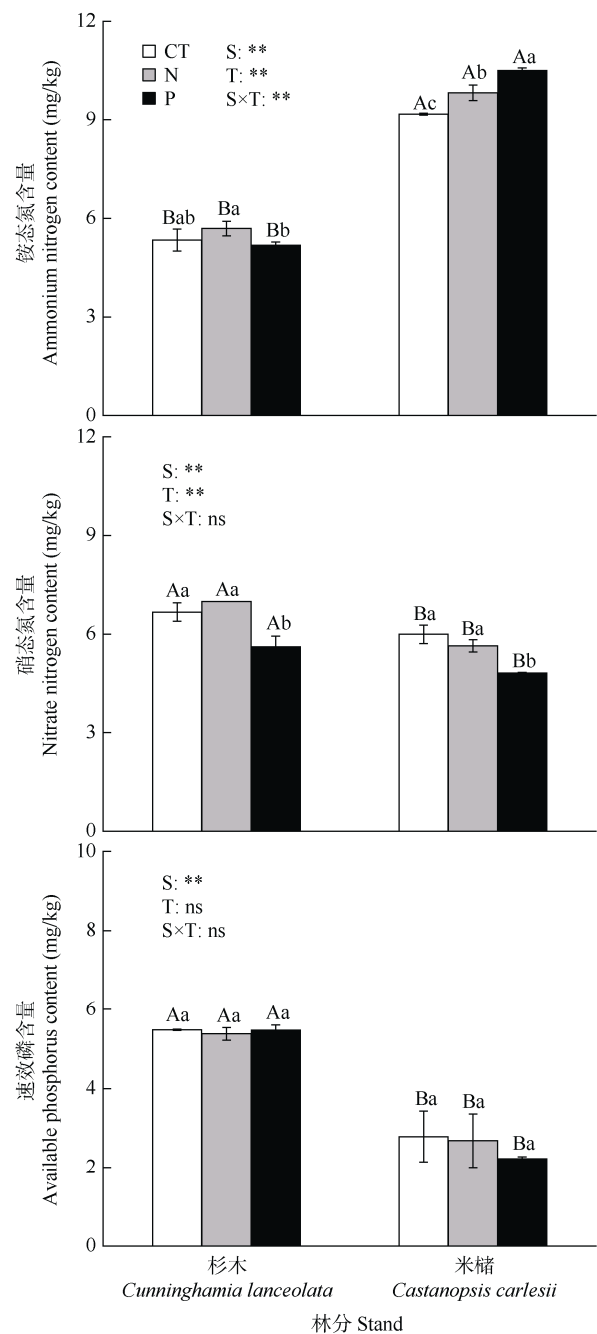 12
CT S: **
N T: **
P S×T: **
9
6
3
0
铵态氮含量
Ammonium nitrogen content (mg/kg)
Bab Ba Bb
Ac Ab Aa
12
S: **
T: **
S×T: ns
9
6
3
0
硝态氮含量
Nitrate nitrogen content (mg/kg)
Aa Aa Ab
Ba Ba Bb
10
S: **
T: ns
S×T: ns
8
6
4
2
0
速效磷含量
Available phosphorus content (mg/kg)
Aa Aa Aa
Ba Ba Ba
杉木 米槠
Cunninghamia lanceolata Castanopsis carlesii
林分 Stand